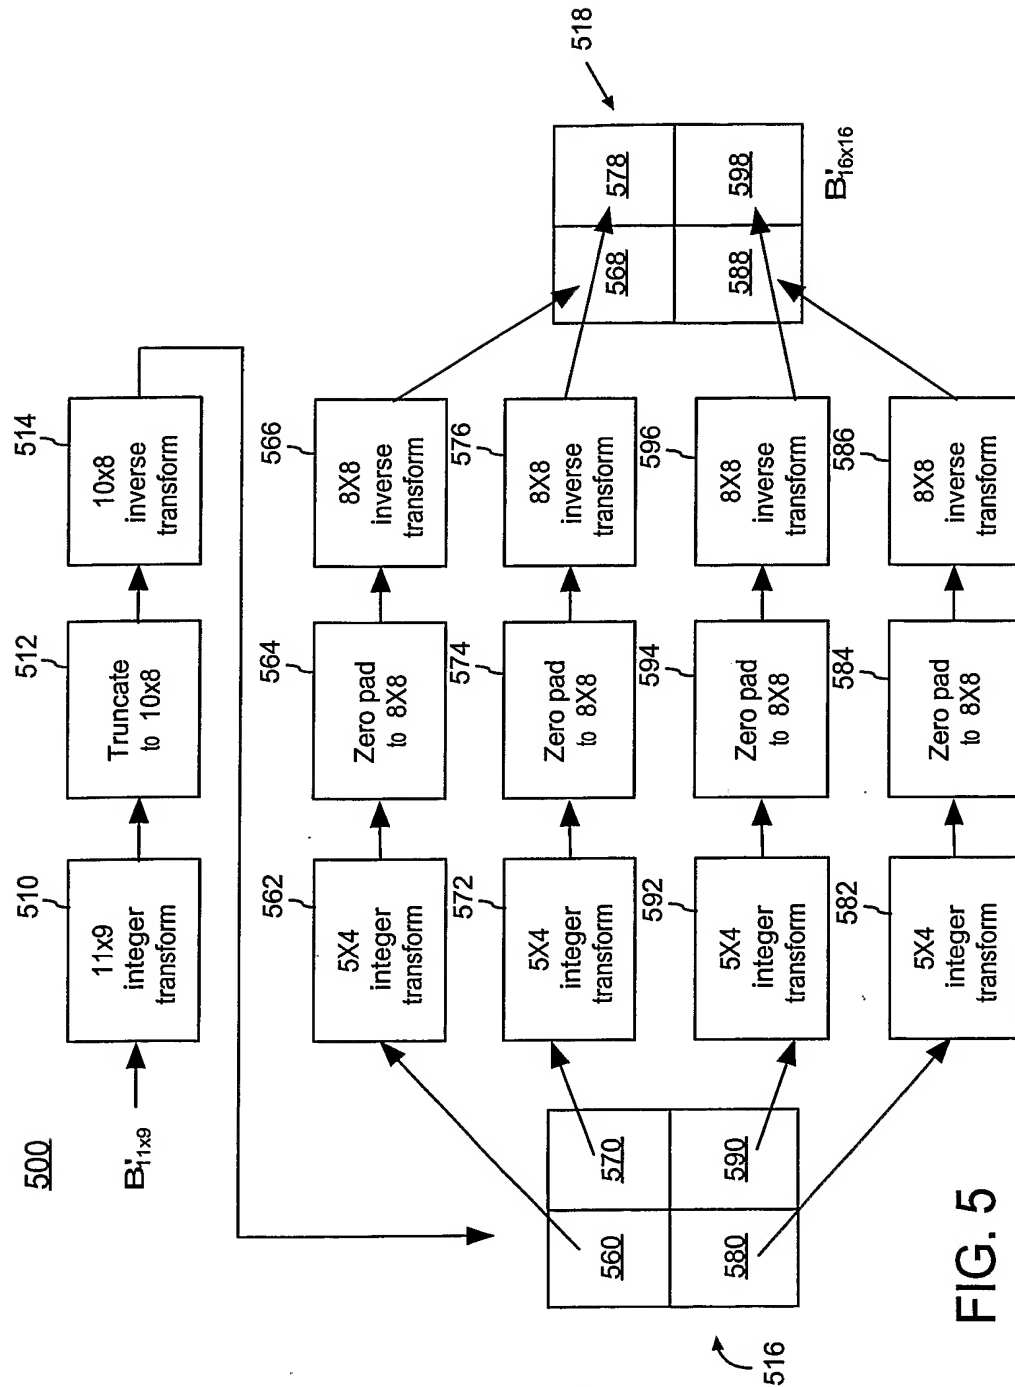 500
B'11x9
510
11x9
integer
transform
512
Truncate
to 10x8
514
10x8
inverse
transform
516
560
570
580
590
562
5X4
integer
transform
564
Zero pad
to 8X8
566
8X8
inverse
transform
572
5X4
integer
transform
574
Zero pad
to 8X8
576
8X8
inverse
transform
592
5X4
integer
transform
594
Zero pad
to 8X8
596
8X8
inverse
transform
582
5X4
integer
transform
584
Zero pad
to 8X8
586
8X8
inverse
transform
518
568
578
588
598
B'16x16
FIG. 5